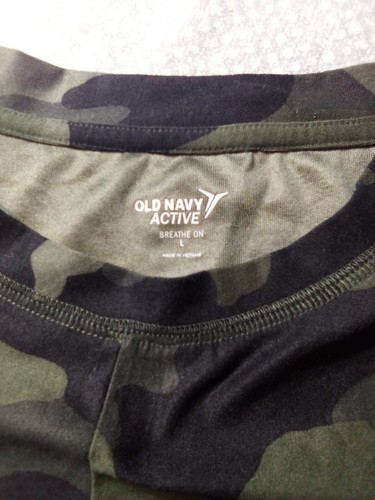 OLD NAVY
ACTIVE
BREATHE ON
L
MADE IN VIETNAM